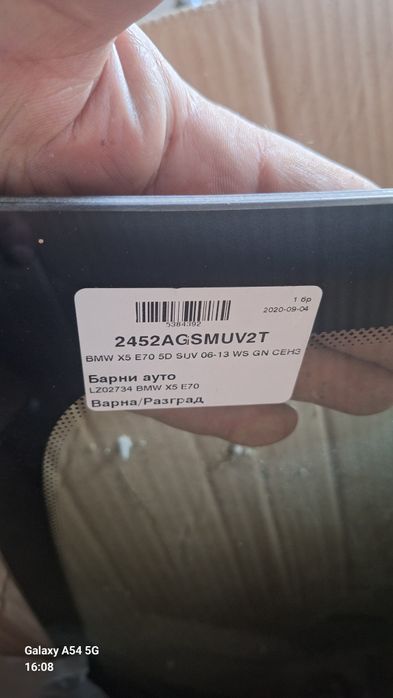 1 бр
2020-09-04
5384392
2452AGSMUV2T
BMW X5 E70 5D SUV 06-13 WS GN СЕНЗ
Барни ауто
LZ02734 BMW X5 E70
Варна/Разград
Galaxy A54 5G
16:08